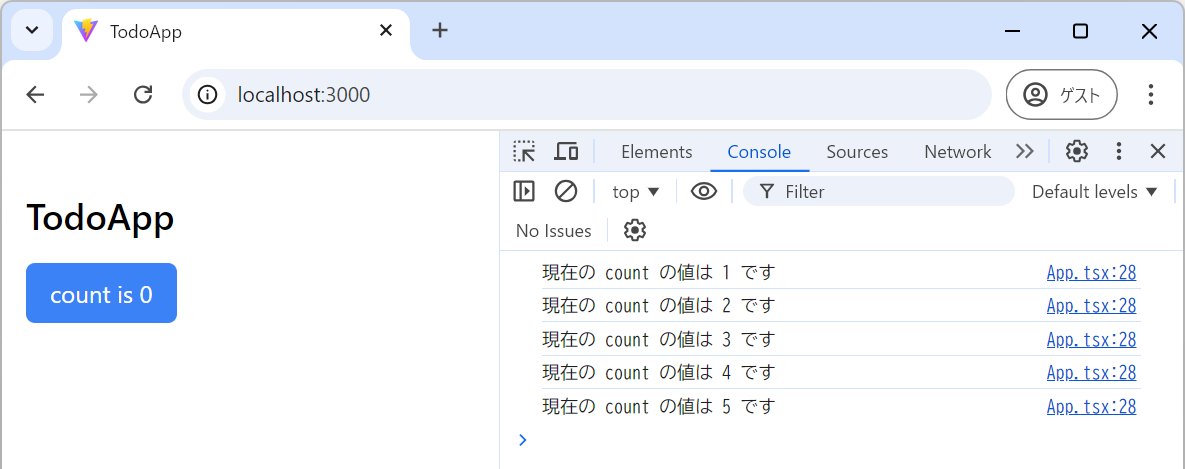 TodoApp
localhost:3000
ゲスト
Elements Console Sources Network
top Filter Default levels
No Issues
TodoApp
count is 0
現在の count の値は 1 です App.tsx:28
現在の count の値は 2 です App.tsx:28
現在の count の値は 3 です App.tsx:28
現在の count の値は 4 です App.tsx:28
現在の count の値は 5 です App.tsx:28